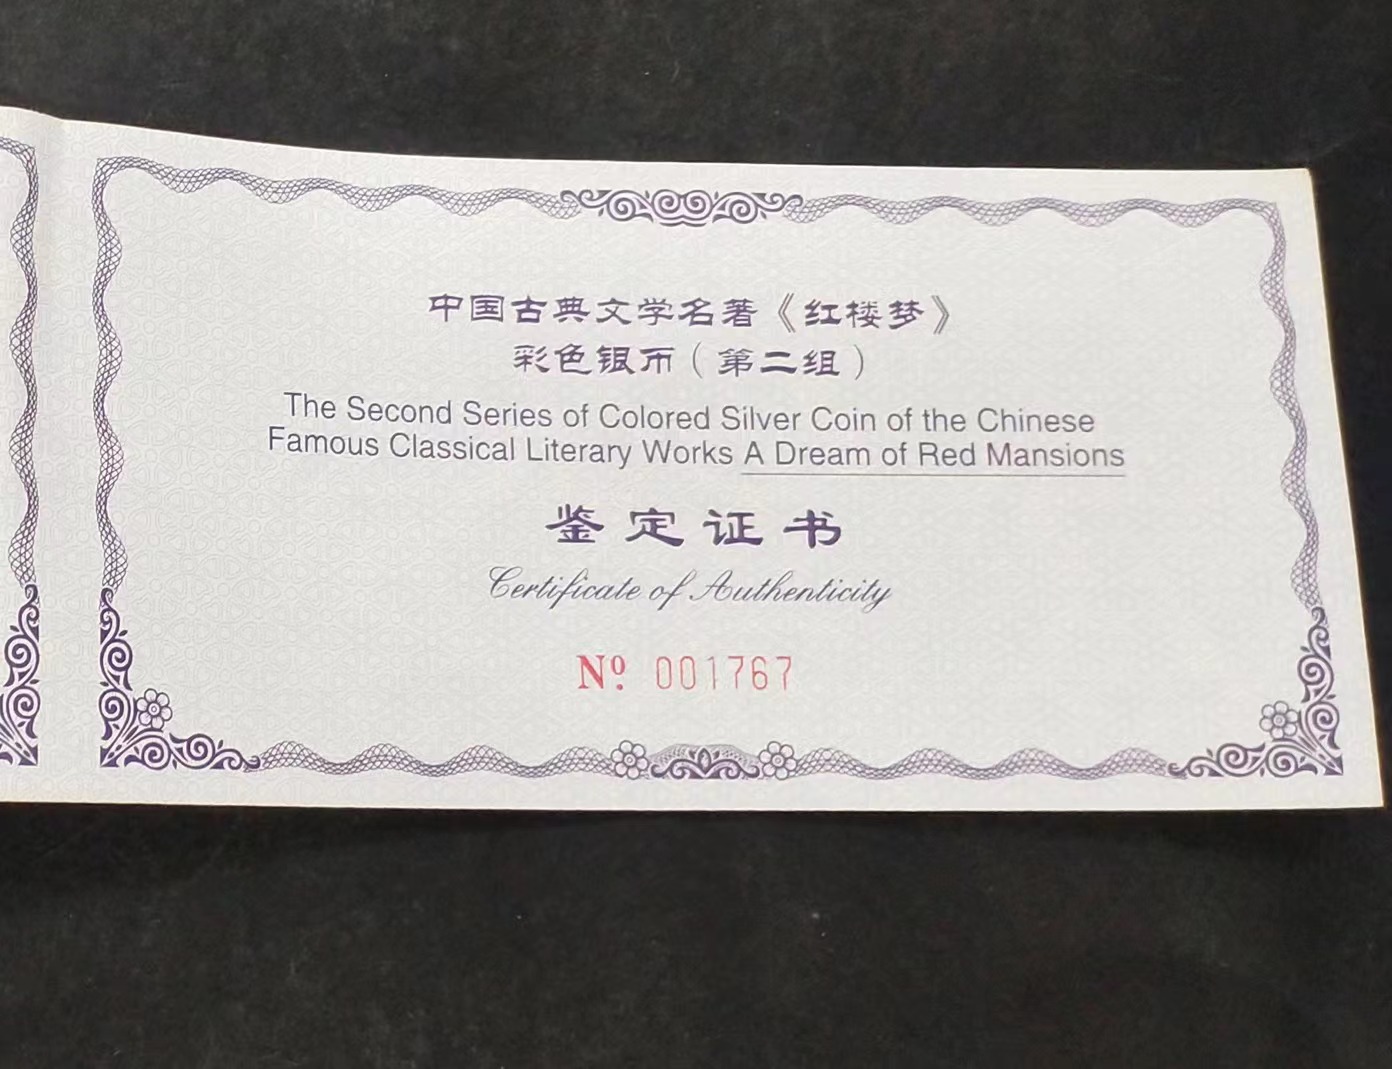 中国古典文学名著《红楼梦》
彩色银币（第二组）
The Second Series of Colored Silver Coin of the Chinese
Famous Classical Literary Works A Dream of Red Mansions
鉴定证书
Certificate of Authenticity
Nº 001767